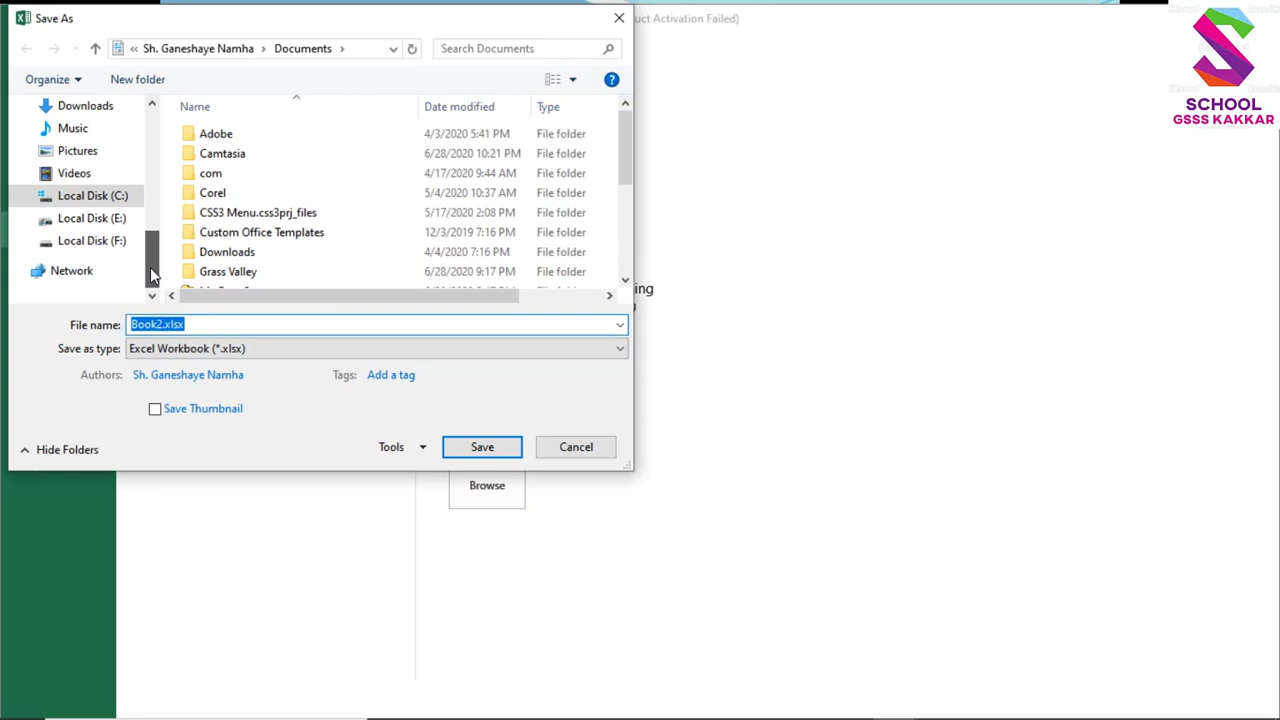 Save As
uct Activation Failed)
« Sh. Ganeshaye Namha > Documents >
Search Documents
Organize
New folder
Downloads
Music
Pictures
Videos
Local Disk (C:)
Local Disk (E:)
Local Disk (F:)
Network
Name Date modified Type
Adobe 4/3/2020 5:41 PM File folder
Camtasia 6/28/2020 10:21 PM File folder
com 4/17/2020 9:44 AM File folder
Corel 5/4/2020 10:37 AM File folder
CSS3 Menu.css3prj_files 5/17/2020 2:08 PM File folder
Custom Office Templates 12/3/2019 7:16 PM File folder
Downloads 4/4/2020 7:16 PM File folder
Grass Valley 6/28/2020 9:17 PM File folder
ing
File name: Book2.xlsx
Save as type: Excel Workbook (*.xlsx)
Authors: Sh. Ganeshaye Namha Tags: Add a tag
Save Thumbnail
Hide Folders
Tools
Save
Cancel
Browse
SCHOOL
GSSS KAKKAR